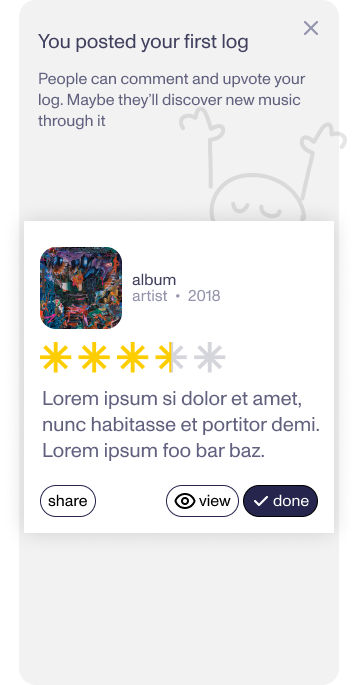 You posted your first log
People can comment and upvote your
log. Maybe they’ll discover new music
through it
album
artist • 2018
Lorem ipsum si dolor et amet,
nunc habitasse et portitor demi.
Lorem ipsum foo bar baz.
share
view
done